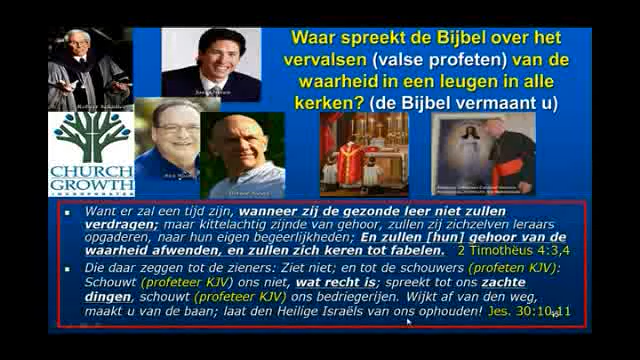 Waar spreekt de Bijbel over het
vervalsen (valse profeten) van de
waarheid in een leugen in alle
kerken? (de Bijbel vermaant u)
Robert Schuller
CHURCH
GROWTH
Want er zal een tijd zijn, wanneer zij de gezonde leer niet zullen
verdragen; maar kittelachtig zijnde van gehoor, zullen zij zichzelven leraars
opgaderen, naar hun eigen begeerlijkheden; En zullen [hun] gehoor van de
waarheid afwenden, en zullen zich keren tot fabelen. 2 Timothëus 4:3,4
Die daar zeggen tot de zieners: Ziet niet; en tot de schouwers (profeten KJV):
Schouwt (profeteer KJV) ons niet, wat recht is; spreekt tot ons zachte
dingen, schouwt (profeteer KJV) ons bedriegerijen. Wijkt af van den weg,
maakt u van de baan; laat den Heilige Israëls van ons ophouden! Jes. 30:10,11